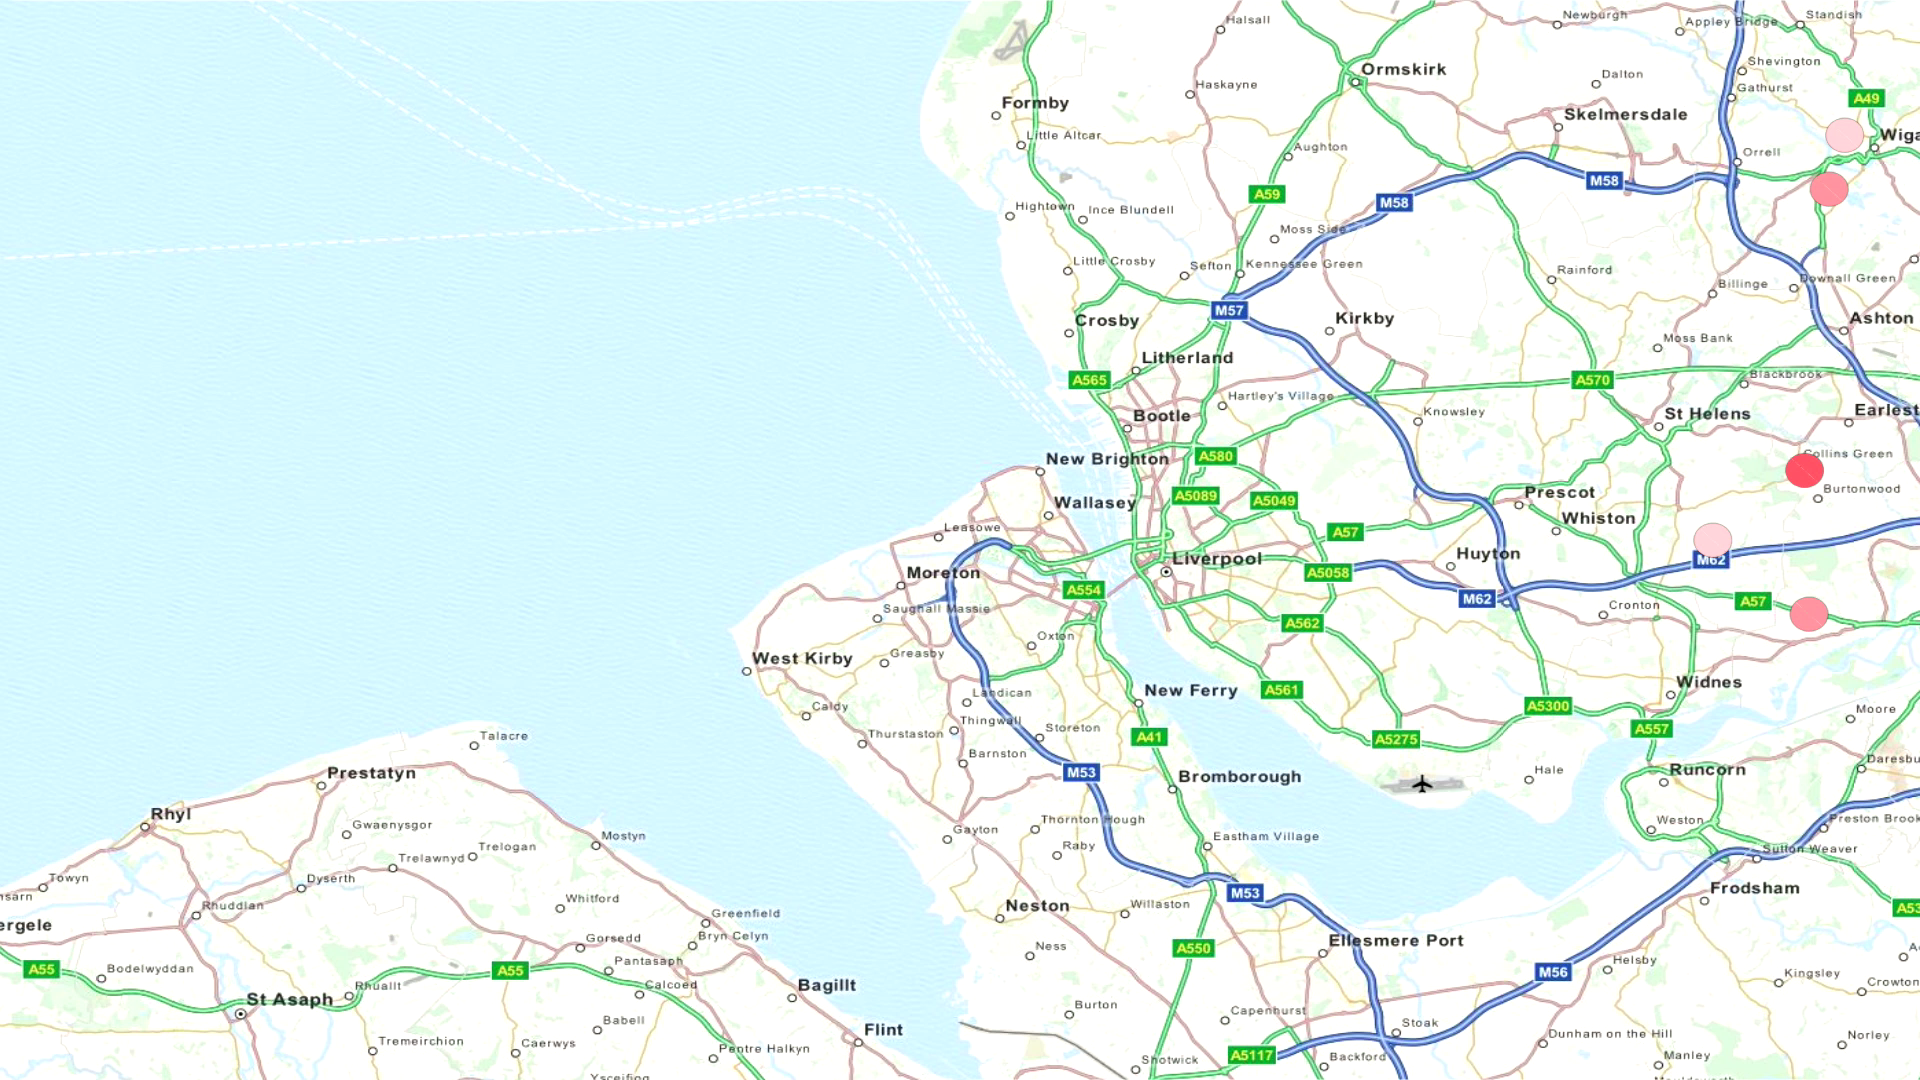 Halsall
Newburgh
Appley Bridge
Standish
Ormskirk
Shevington
Dalton
Haskayne
Gathurst
A49
Formby
Skelmersdale
Little Altcar
Wiga
Aughton
Orrell
M58
A59
M58
Hightown
Ince Blundell
Moss Side
Little Crosby
Sefton
Kennessee Green
Rainford
Downall Green
Billinge
M57
Crosby
Kirkby
Ashton
Moss Bank
Litherland
A565
A570
Blackbrook
Hartley's Village
Knowsley
Bootle
St Helens
Earlest
A580
Collins Green
New Brighton
Burtonwood
A5089
A5049
Prescot
Wallasey
Whiston
Leasowe
A57
Liverpool
Huyton
M62
Moreton
A5058
A554
M62
A57
Saughall Massie
Cronton
A562
Oxton
Greasby
West Kirby
Landican
New Ferry
A561
Widnes
Caldy
A5300
Moore
Thingwall
Storeton
A557
Thurstaston
A41
A5275
Talacre
Barnston
Daresbu
Prestatyn
M53
Bromborough
Hale
Runcorn
Rhyl
Gwaenysgor
Thornton Hough
Weston
Preston Brook
Gayton
Mostyn
Eastham Village
Trelogan
Raby
Sutton Weaver
Trelawnyd
Towyn
Dyserth
M53
Frodsham
nsarn
Whitford
Rhuddlan
Neston
Willaston
A53
Greenfield
ergele
Bryn Celyn
Gorsedd
Ness
A550
Ellesmere Port
Pantasaph
Helsby
A55
Bodelwyddan
A55
M56
Kingsley
Rhuallt
Calcoed
Bagillt
Crowton
St Asaph
Burton
Capenhurst
Babell
Flint
Stoak
Dunham on the Hill
Norley
Tremeirchion
Caerwys
Pentre Halkyn
Shotwick
A5117
Backford
Manley
Ysceifiog
Mouldsworth